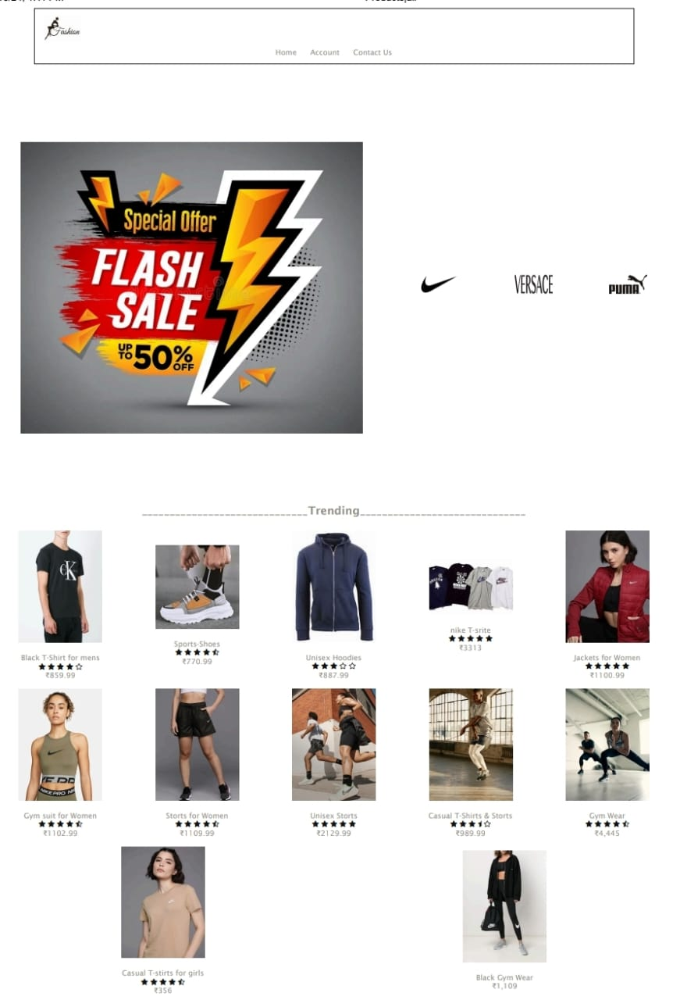 Fashion
Home Account Contact Us
Special Offer
FLASH
SALE
UP TO 50% OFF
VERSACE
PUMA
______________________________Trending______________________________
CK
Black T-Shirt for mens
₹859.99
Sports-Shoes
₹770.99
Unisex Hoodies
₹887.99
nike T-srite
₹3313
Jackets for Women
₹1100.99
NIKE PRO
Gym suit for Women
₹1102.99
Storts for Women
₹1109.99
Unisex Storts
₹2129.99
Casual T-Shirts & Storts
₹989.99
Gym Wear
₹4,445
Casual T-stirts for girls
₹356
Black Gym Wear
₹1,109